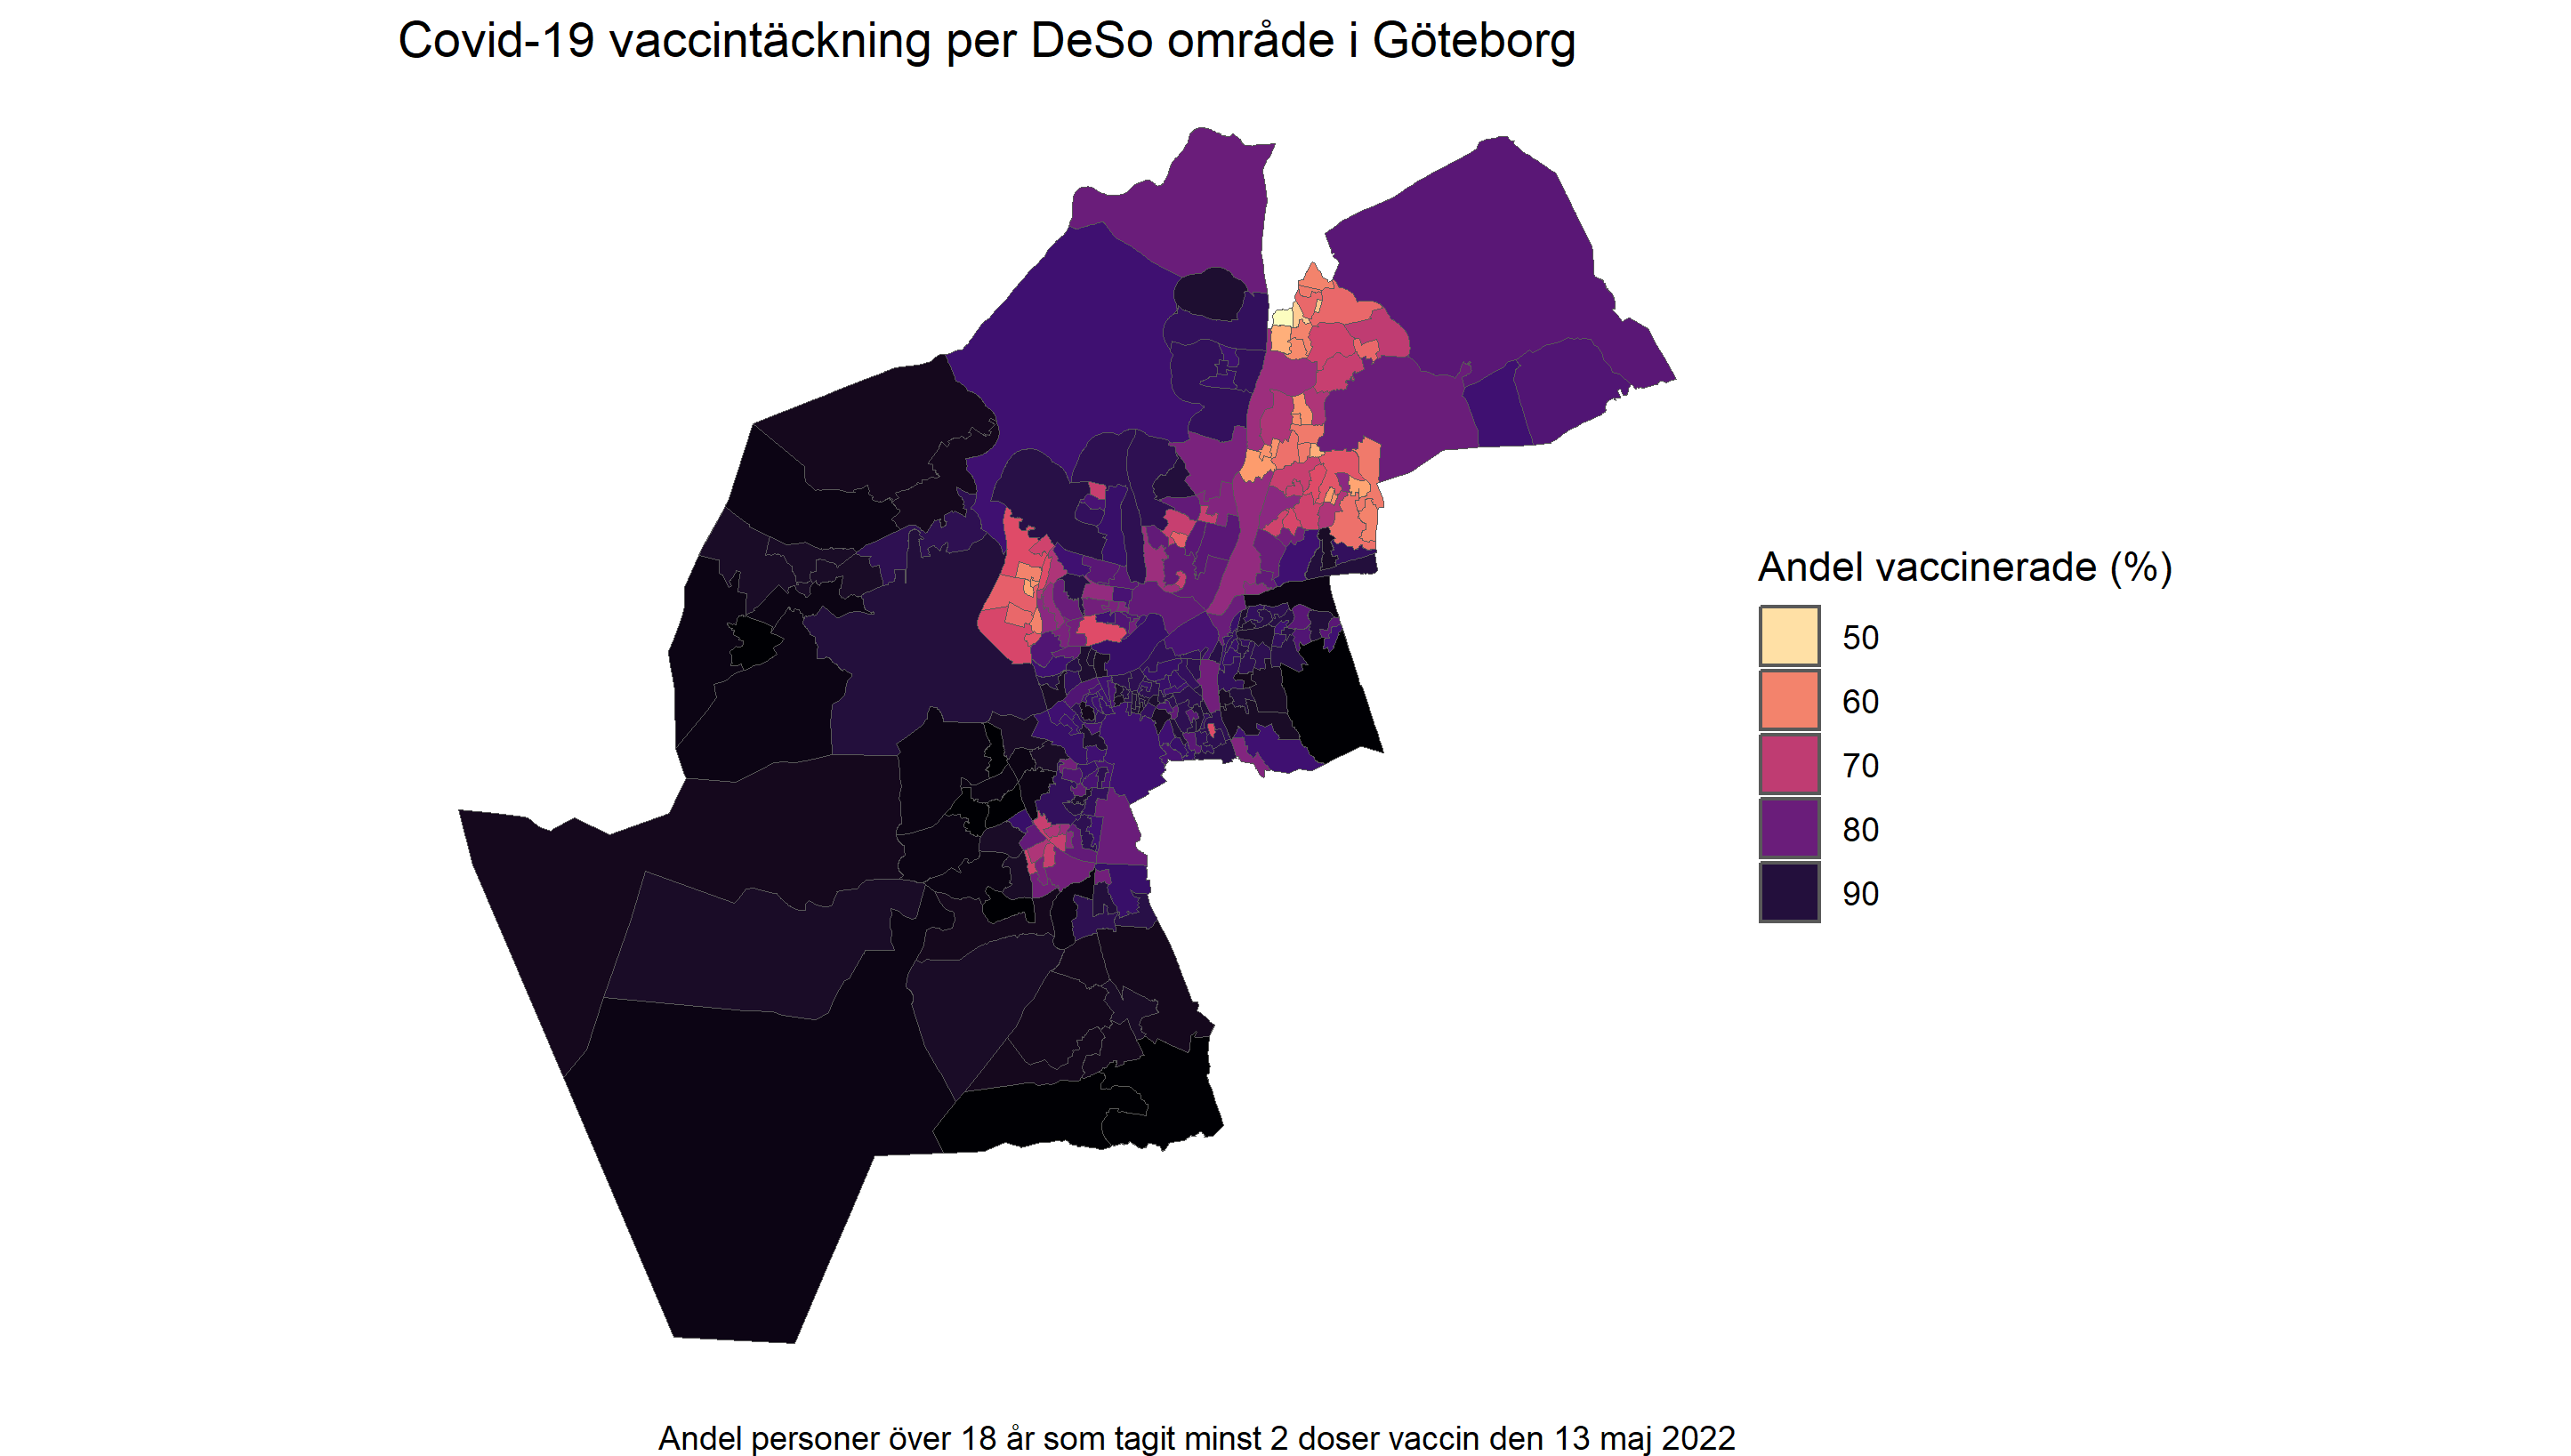 Covid-19 vaccintäckning per DeSo område i Göteborg
Andel vaccinerade (%)
50
60
70
80
90
Andel personer över 18 år som tagit minst 2 doser vaccin den 13 maj 2022